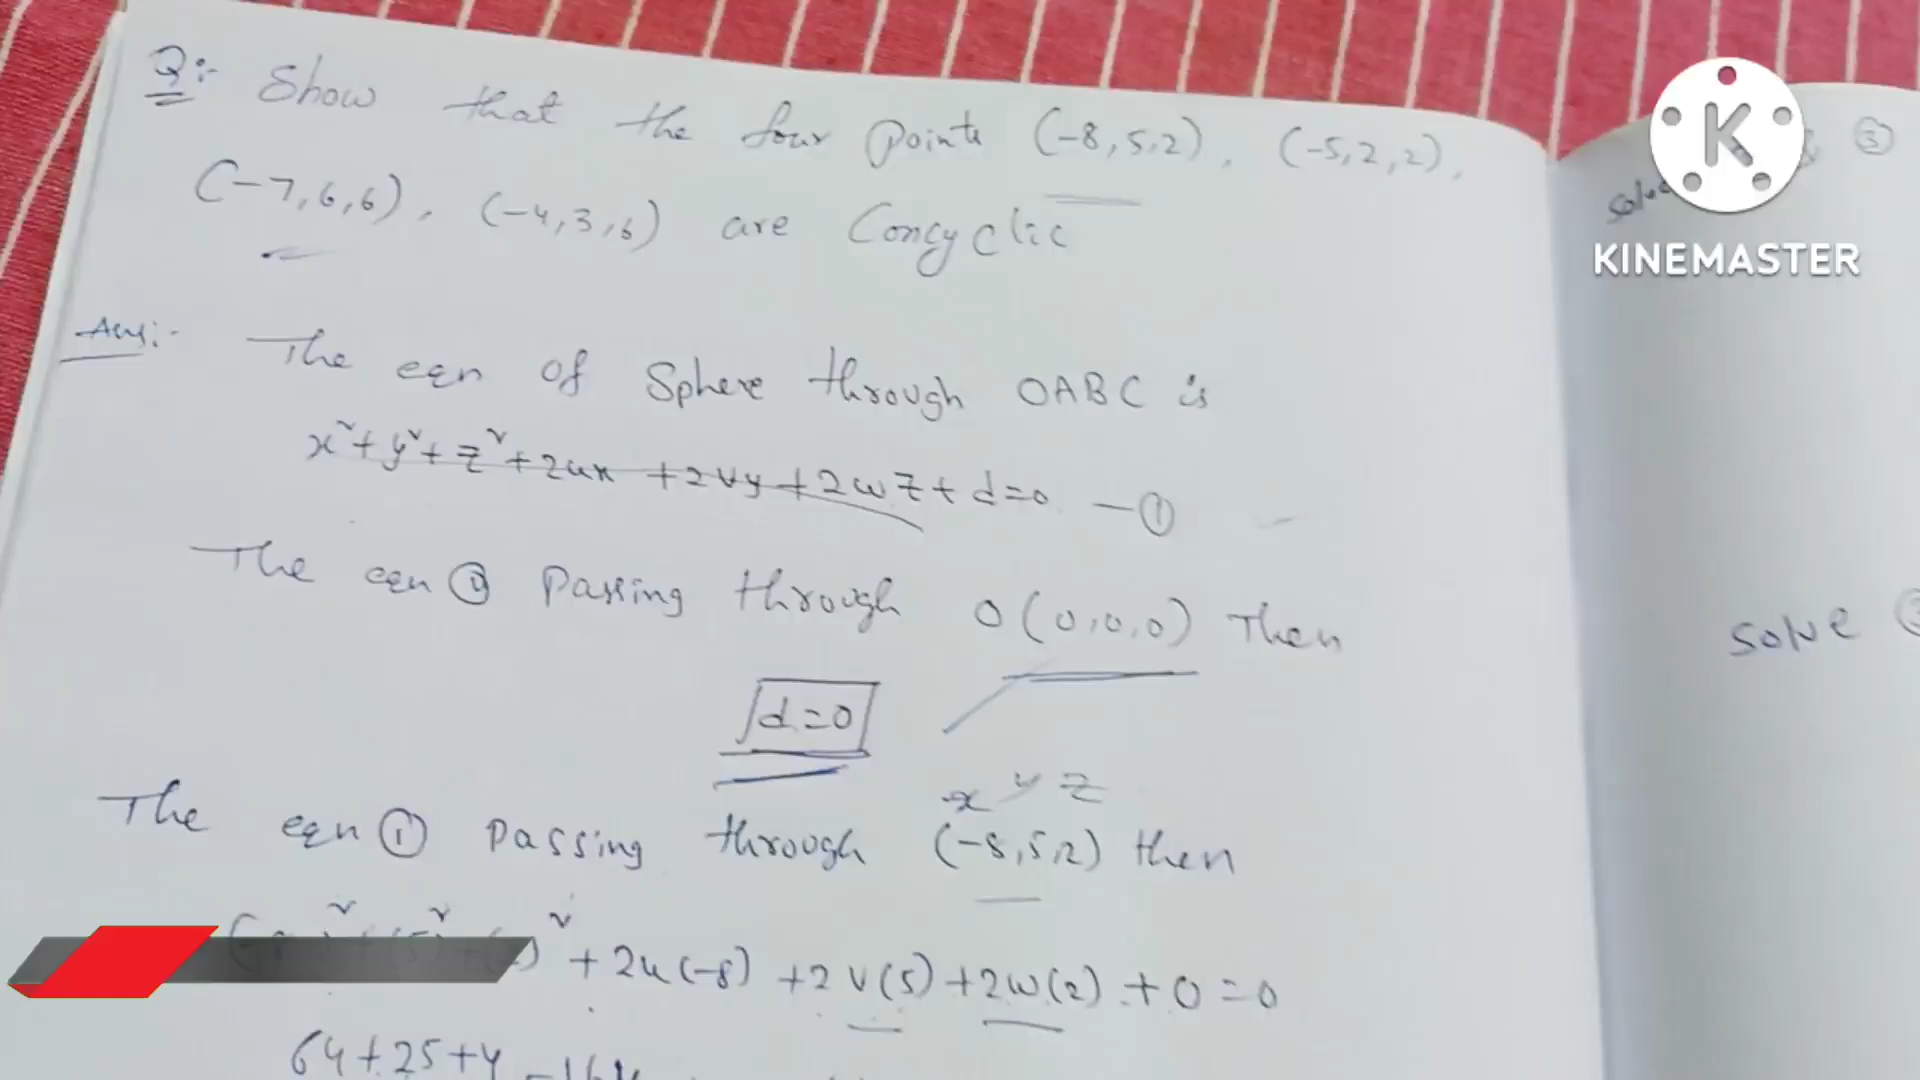 Q:- Show that the four points (-8,5,2), (-5,2,2),
(-7,6,6), (-4,3,6) are Concyclic
Ans:- The eqn of Sphere through OABC is
x²+y²+z²+2ux+2vy+2wz+d=0 —①
The eqn ① Passing through O(0,0,0) Then
d=0
x y z
The eqn ① passing through (-8,5,2) then
+2u(-8)+2v(5)+2w(2)+0=0
64+25+4-16u
③
KINEMASTER
solve